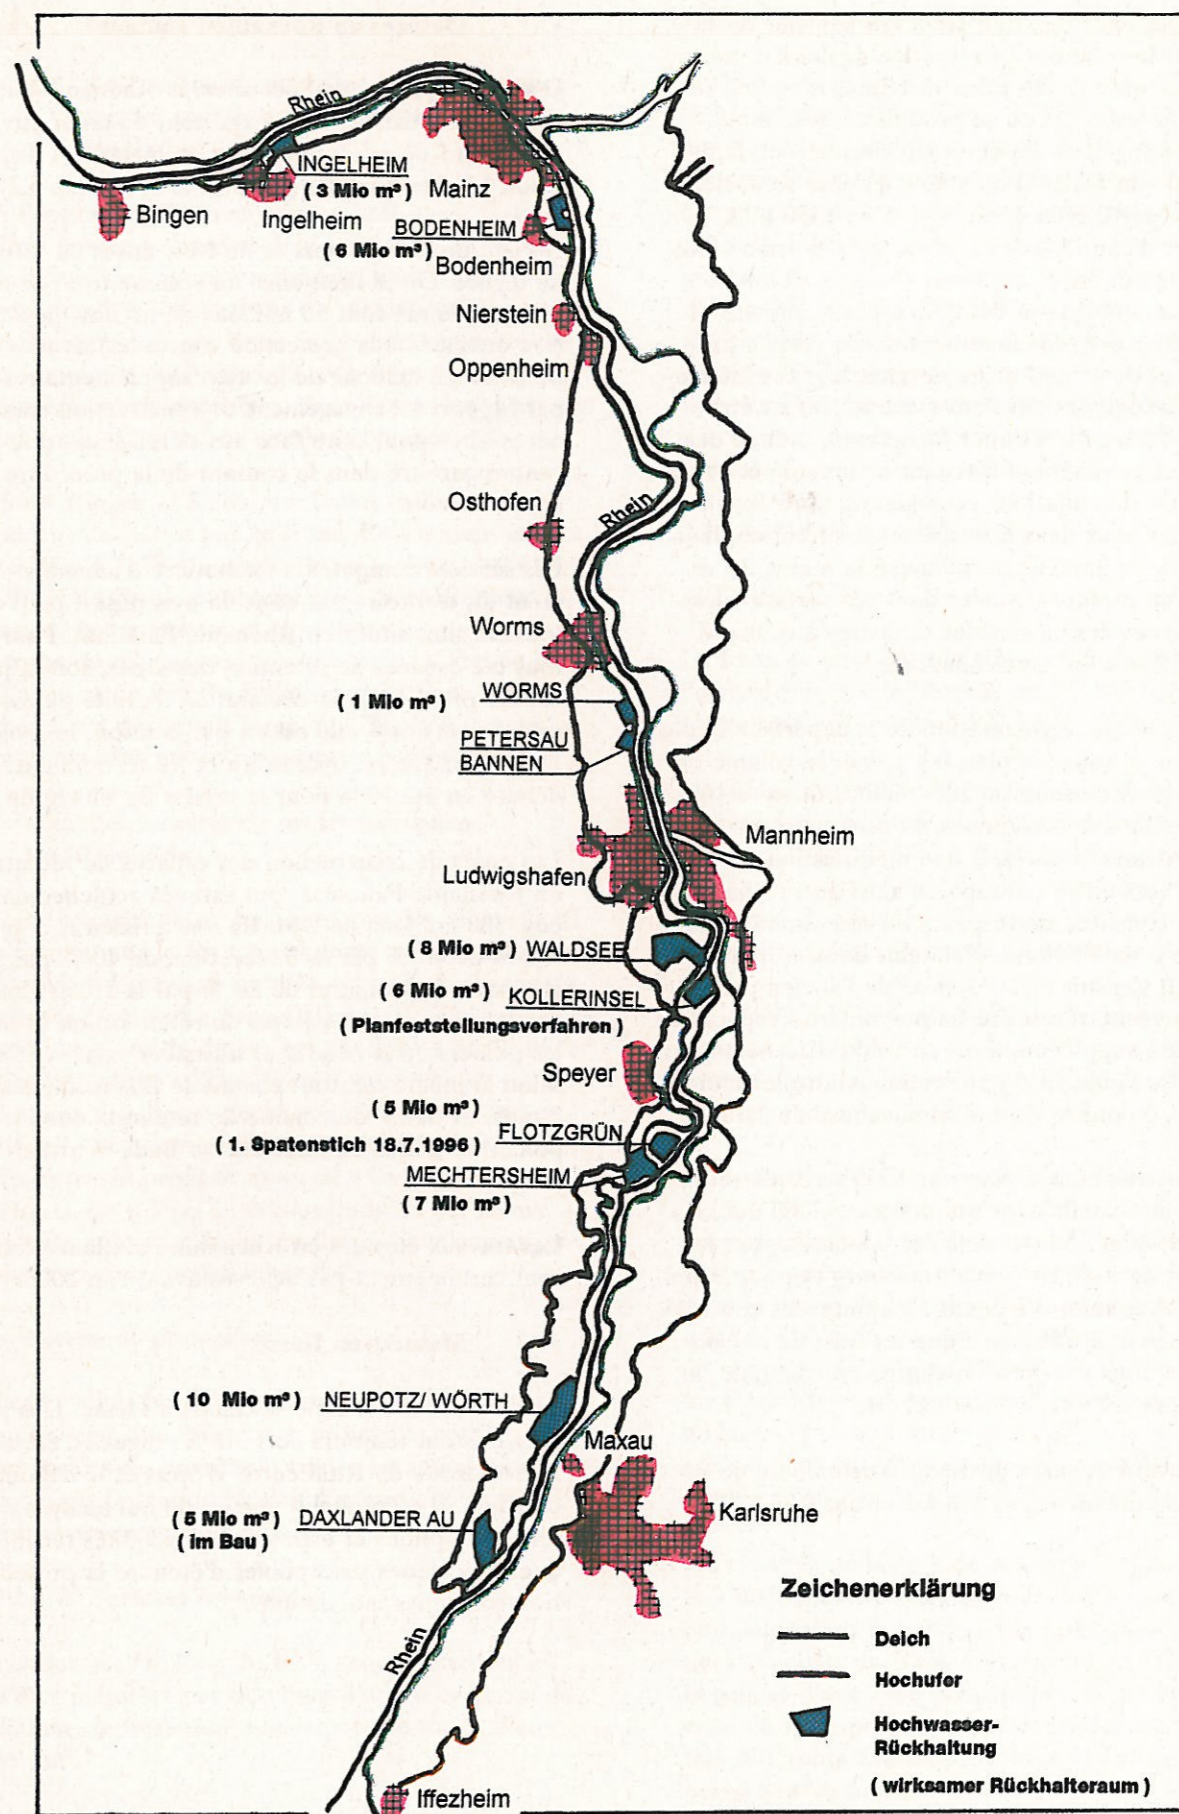 Rhein
INGELHEIM
( 3 Mio m³ )
Mainz
Bingen
Ingelheim
BODENHEIM
( 6 Mio m³ )
Bodenheim
Nierstein
Oppenheim
Osthofen
Rhein
Worms
( 1 Mio m³ ) WORMS
PETERSAU
BANNEN
Mannheim
Ludwigshafen
( 8 Mio m³ ) WALDSEE
( 6 Mio m³ ) KOLLERINSEL
( Planfeststellungsverfahren )
Speyer
( 5 Mio m³ )
FLOTZGRÜN
( 1. Spatenstich 18.7.1996 )
MECHTERSHEIM
( 7 Mio m³ )
( 10 Mio m³ ) NEUPOTZ/ WÖRTH
Maxau
Karlsruhe
( 5 Mio m³ ) DAXLANDER AU
( im Bau )
Rhein
Iffezheim
Zeichenerklärung
Deich
Hochufer
Hochwasser-
Rückhaltung
( wirksamer Rückhalteraum )